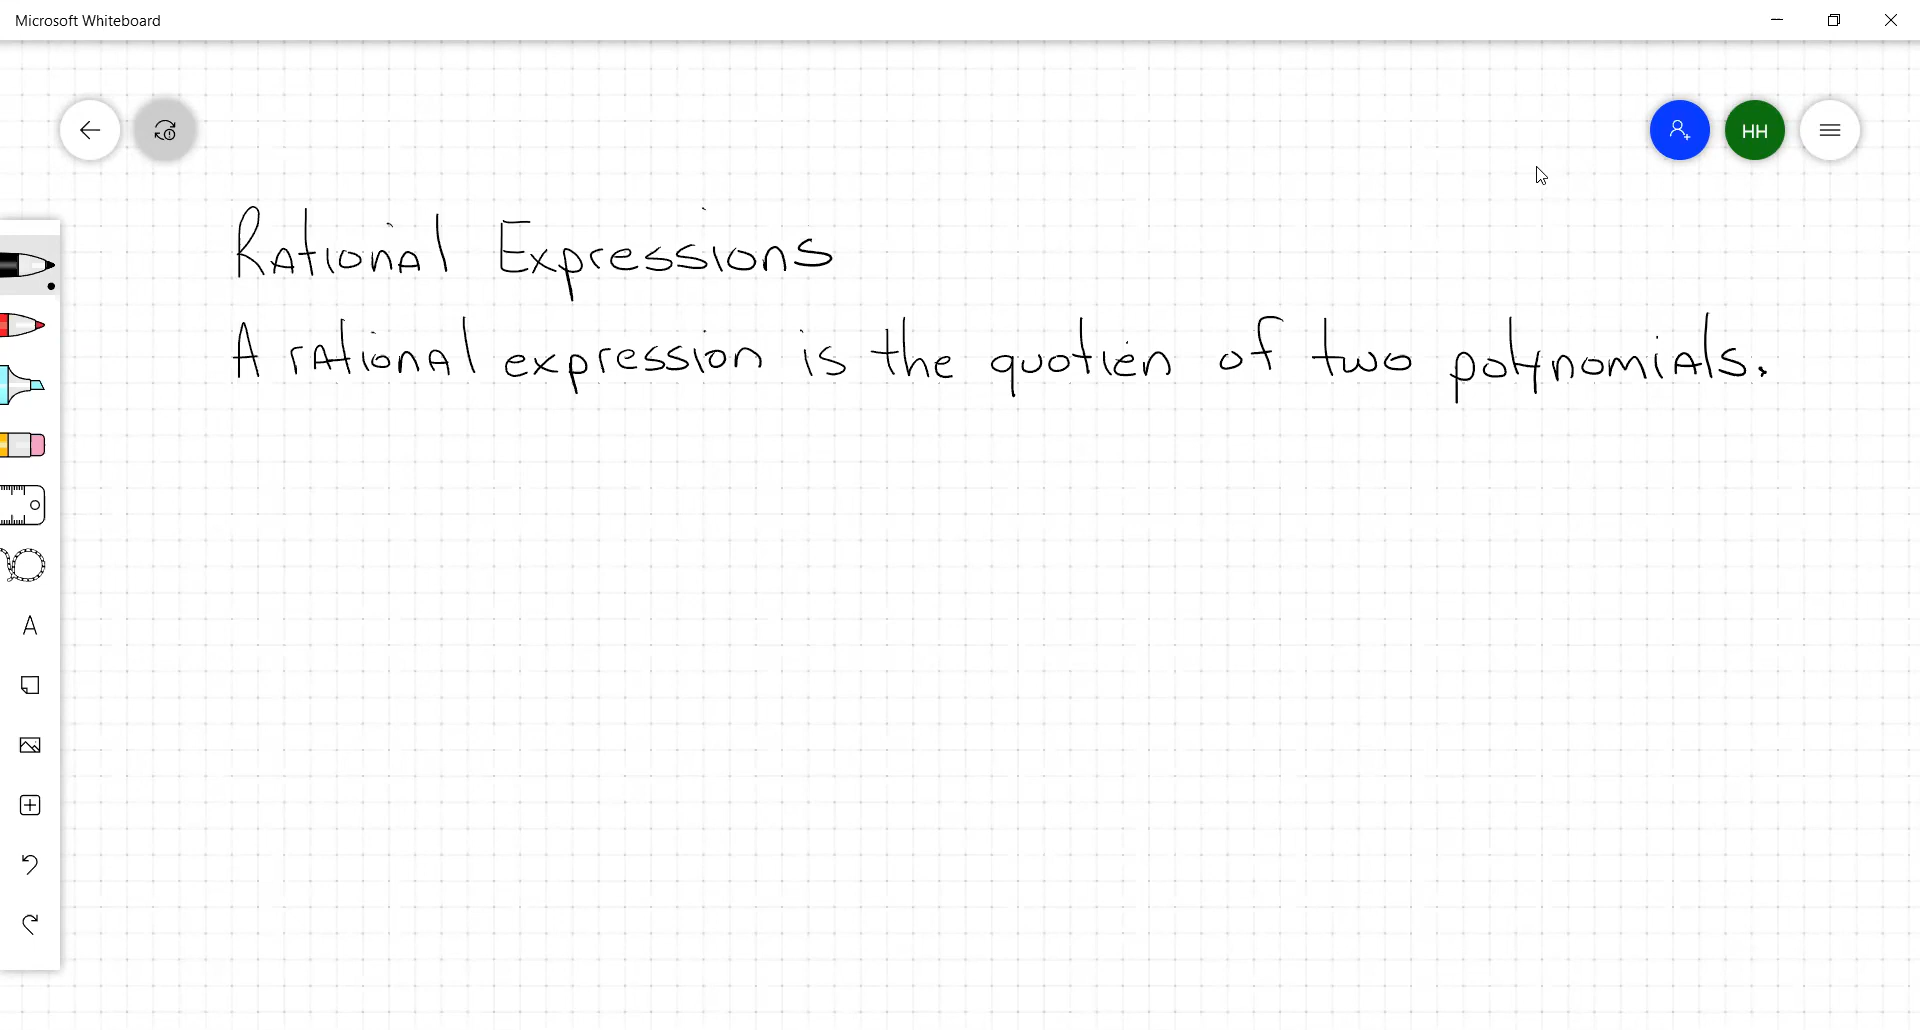 Microsoft Whiteboard
HH
Rational Expressions
A rational expression is the quotien of two polynomials.
A